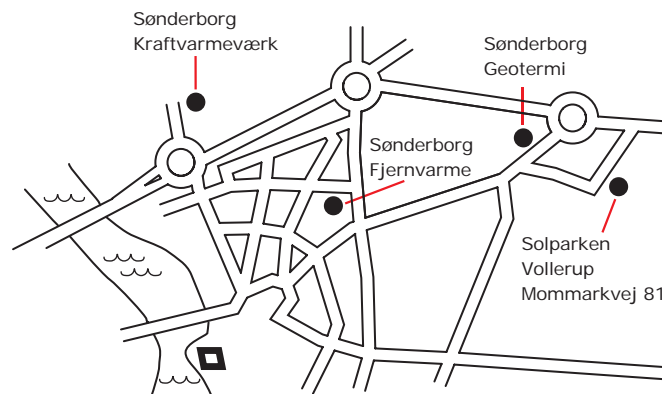 Sønderborg
Kraftvarmeværk
Sønderborg
Geotermi
Sønderborg
Fjernvarme
Solparken
Vollerup
Mommarkvej 81